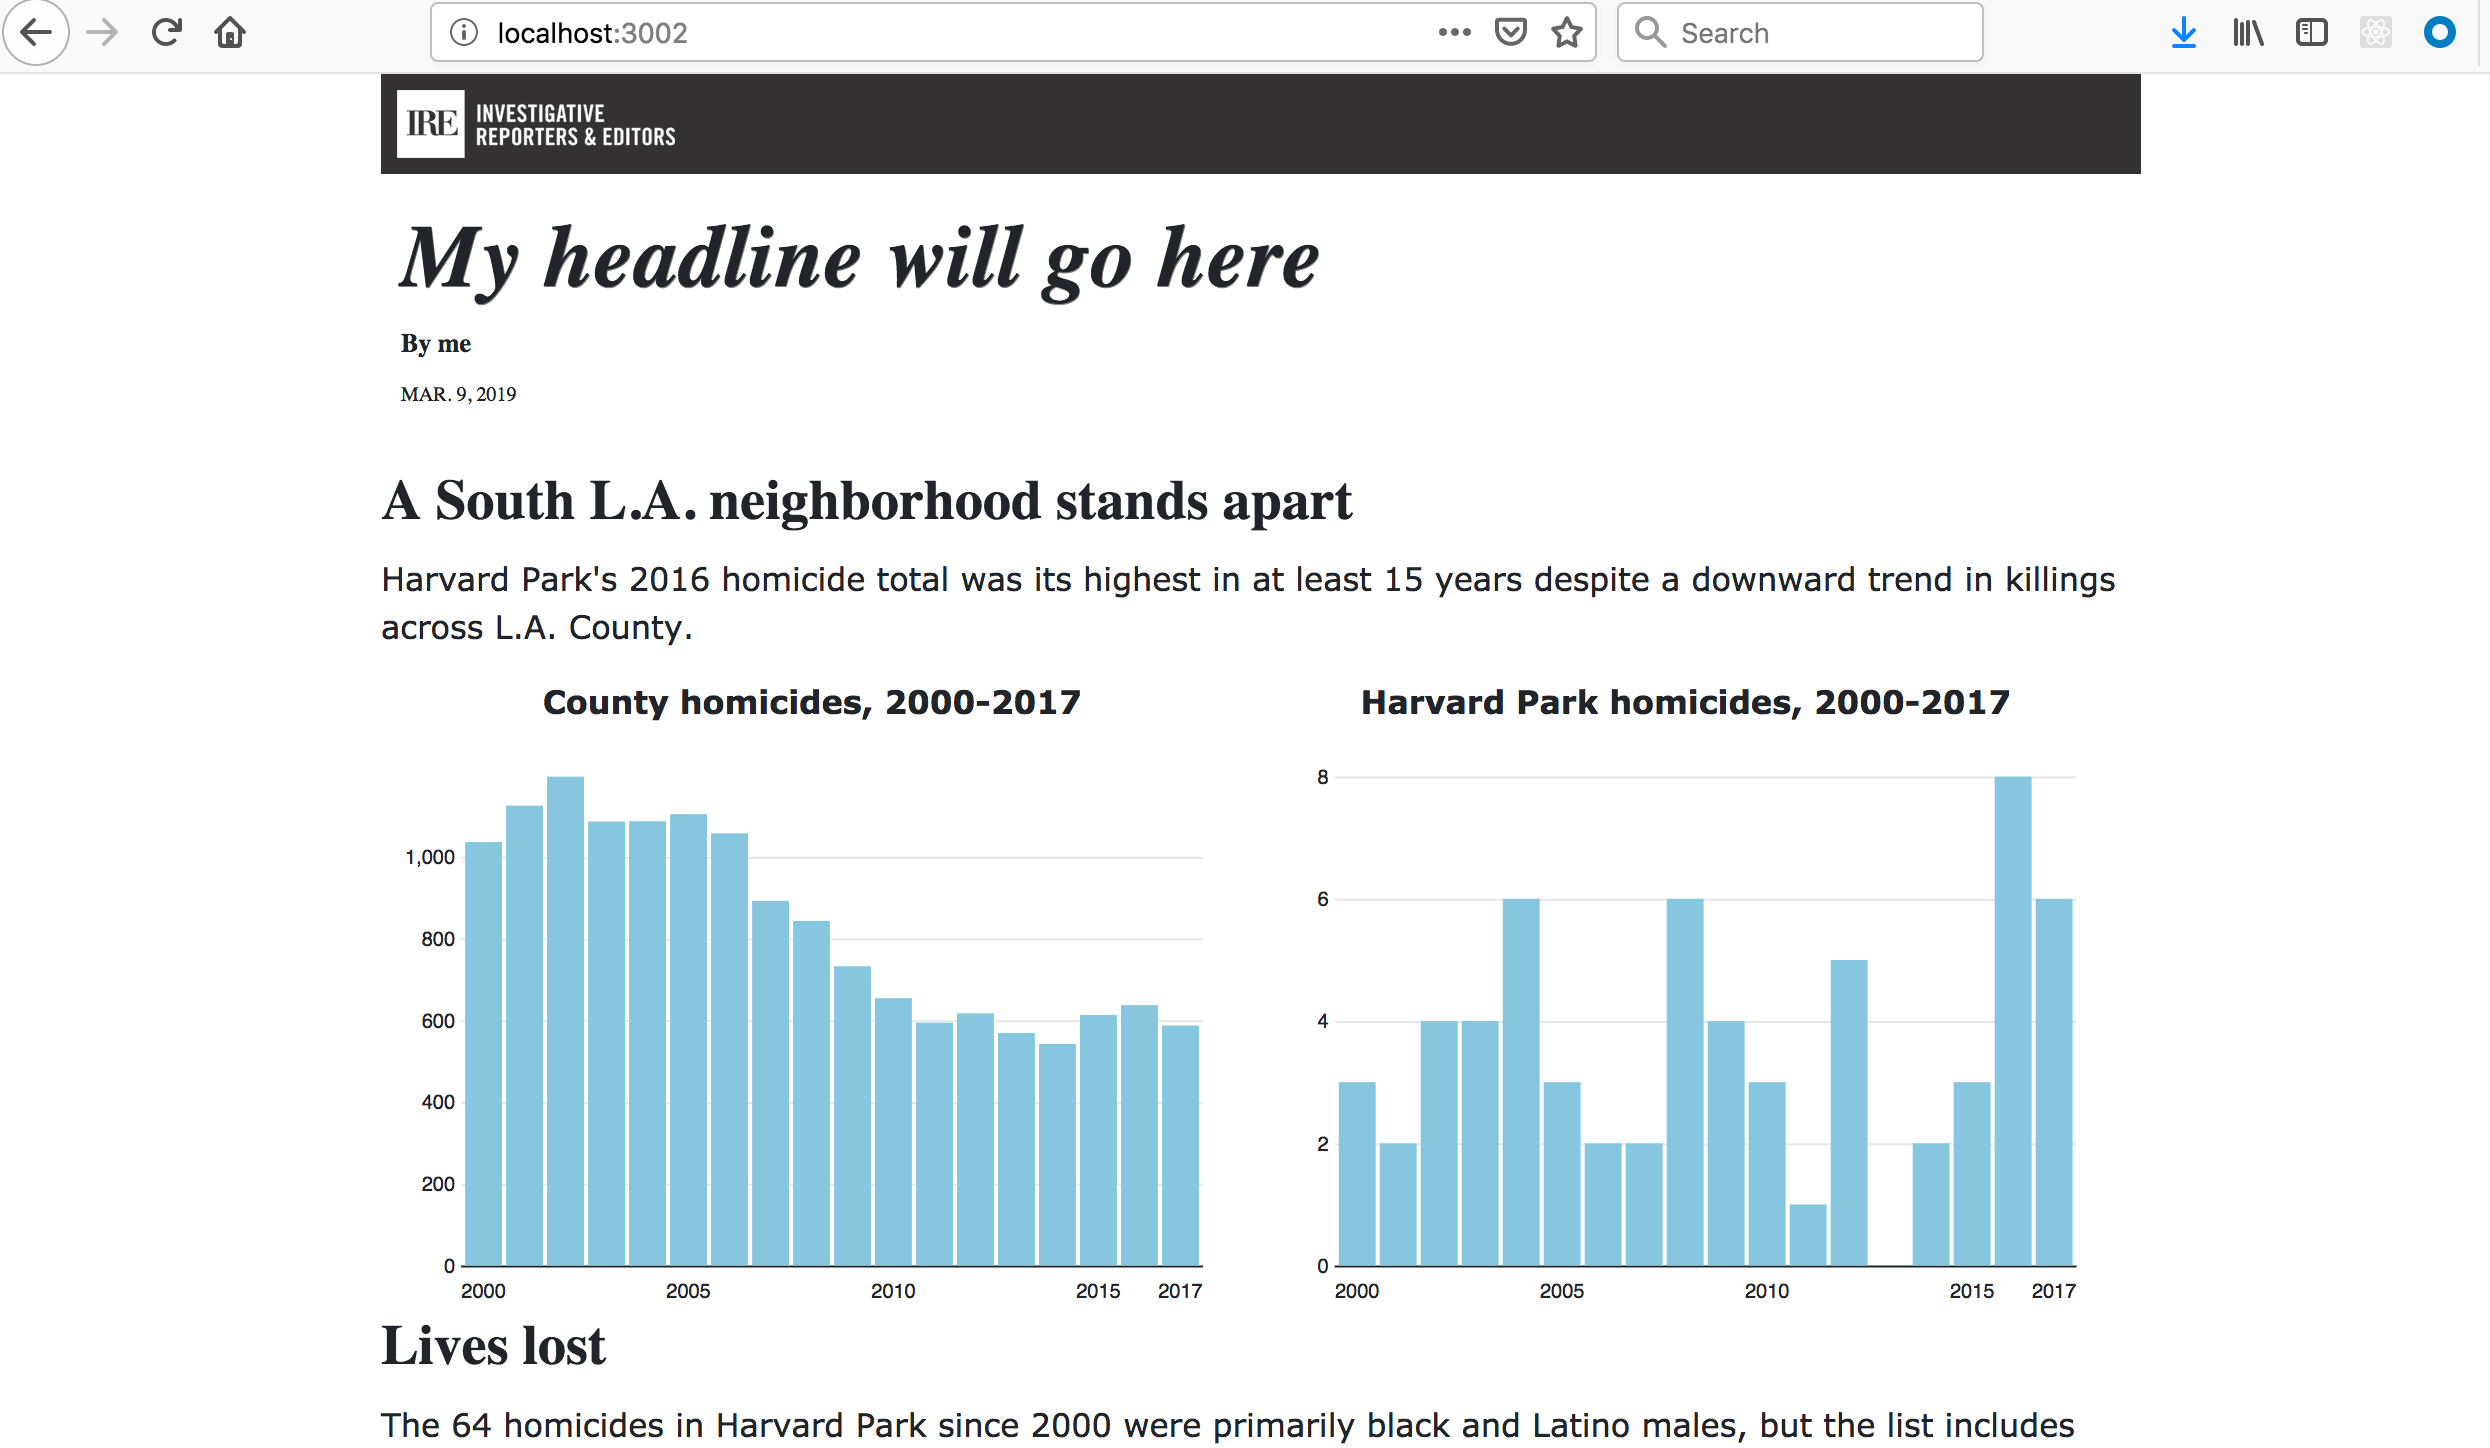 localhost:3002
Search
IRE
INVESTIGATIVE
REPORTERS & EDITORS
My headline will go here
By me
MAR. 9, 2019
A South L.A. neighborhood stands apart
Harvard Park's 2016 homicide total was its highest in at least 15 years despite a downward trend in killings
across L.A. County.
County homicides, 2000-2017
1,000
800
600
400
200
0
2000 2005 2010 2015 2017
Harvard Park homicides, 2000-2017
8
6
4
2
0
2000 2005 2010 2015 2017
Lives lost
The 64 homicides in Harvard Park since 2000 were primarily black and Latino males, but the list includes